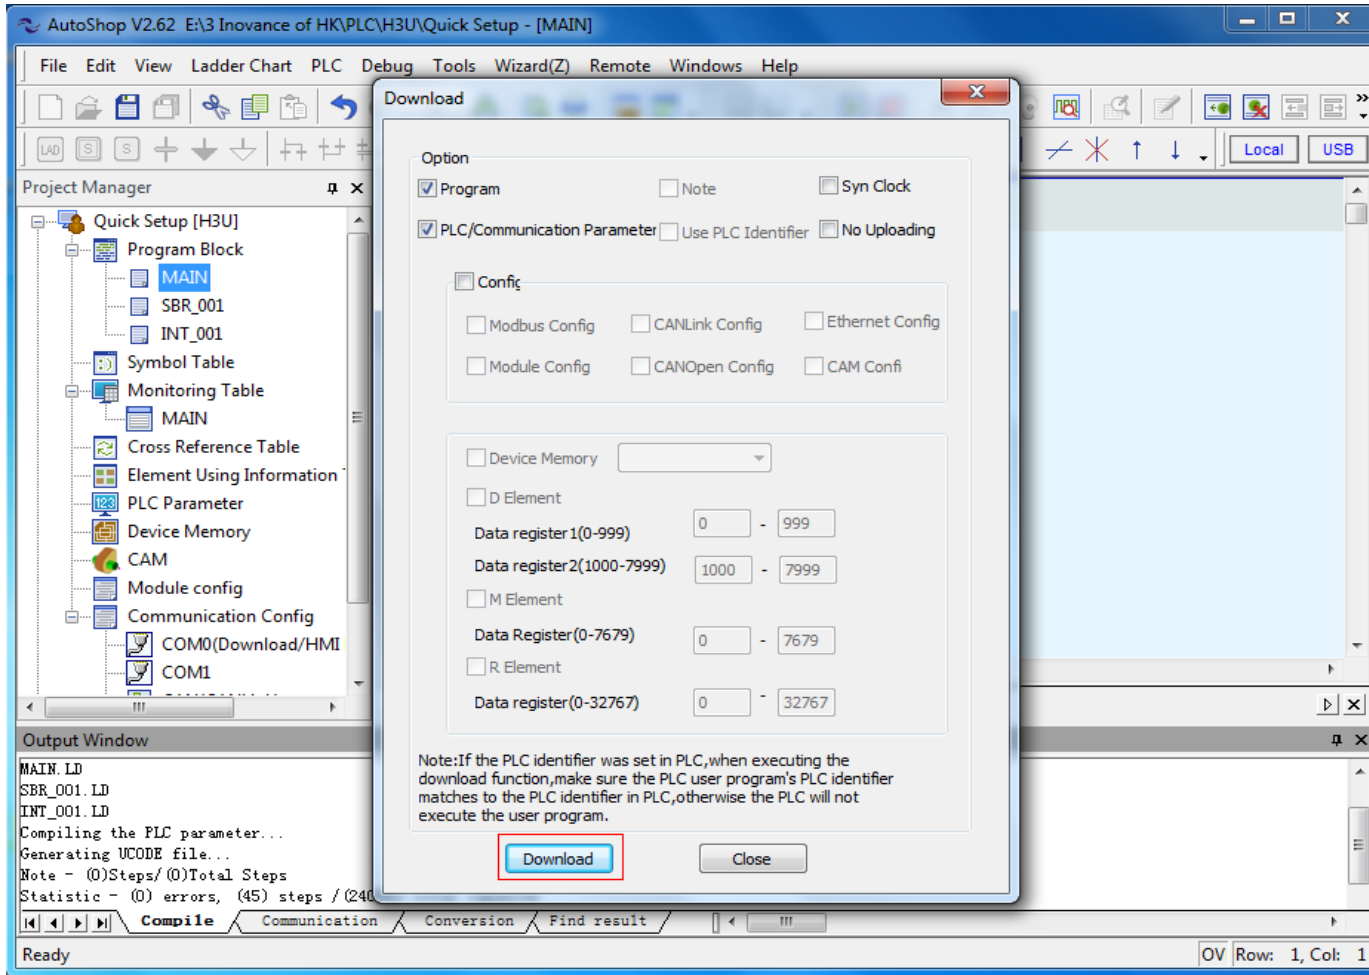 AutoShop V2.62  E:\3 Inovance of HK\PLC\H3U\Quick Setup - [MAIN]
File Edit View Ladder Chart PLC Debug Tools Wizard(Z) Remote Windows Help
LAD S S
Local USB
Project Manager
Quick Setup [H3U]
Program Block
MAIN
SBR_001
INT_001
Symbol Table
Monitoring Table
MAIN
Cross Reference Table
Element Using Information
PLC Parameter
Device Memory
CAM
Module config
Communication Config
COM0(Download/HMI
COM1
Download
Option
Program Note Syn Clock
PLC/Communication Parameter Use PLC Identifier No Uploading
Config
Modbus Config CANLink Config Ethernet Config
Module Config CANOpen Config CAM Confi
Device Memory
D Element
Data register1(0-999) 0 - 999
Data register2(1000-7999) 1000 - 7999
M Element
Data Register(0-7679) 0 - 7679
R Element
Data register(0-32767) 0 - 32767
Note:If the PLC identifier was set in PLC,when executing the
download function,make sure the PLC user program's PLC identifier
matches to the PLC identifier in PLC,otherwise the PLC will not
execute the user program.
Download Close
Output Window
MAIN.LD
SBR_001.LD
INT_001.LD
Compiling the PLC parameter...
Generating UCODE file...
Note - (0)Steps/(0)Total Steps
Statistic - (0) errors, (45) steps /(240
Compile Communication Conversion Find result
Ready OV Row: 1, Col: 1